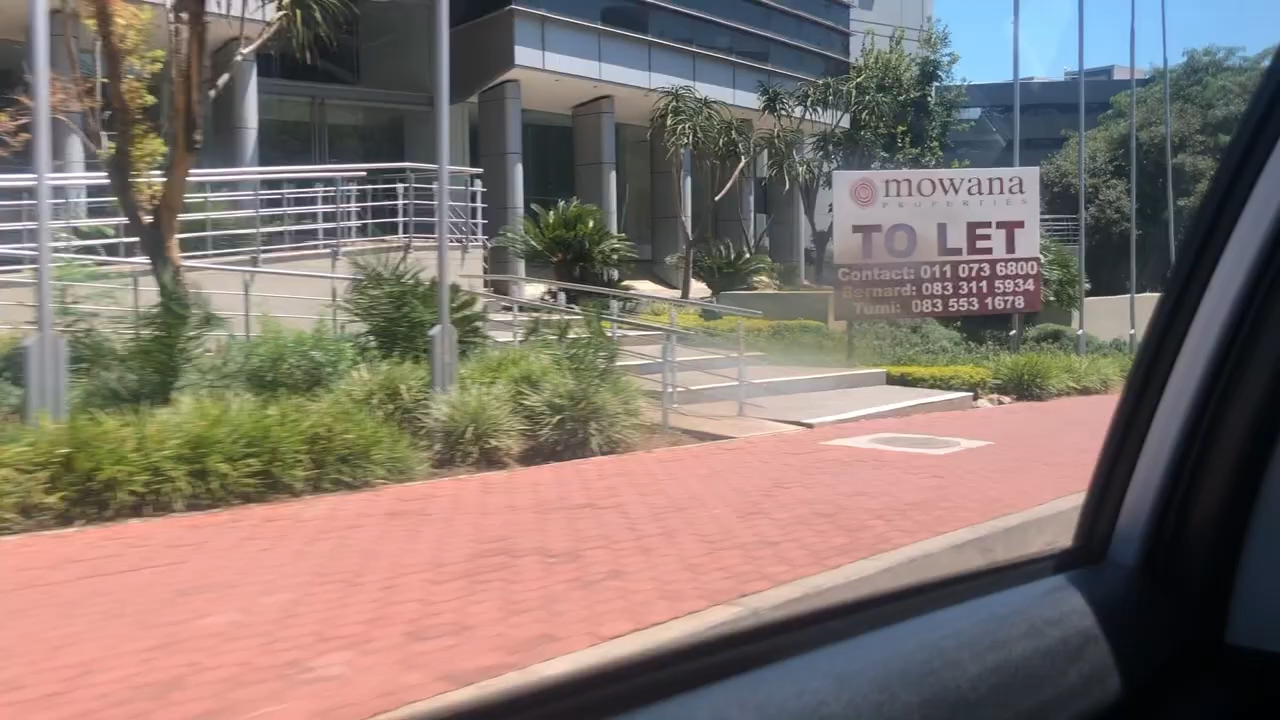 mowana
PROPERTIES
TO LET
Contact: 011 073 6800
Bernard: 083 311 5934
Tumi: 083 553 1678